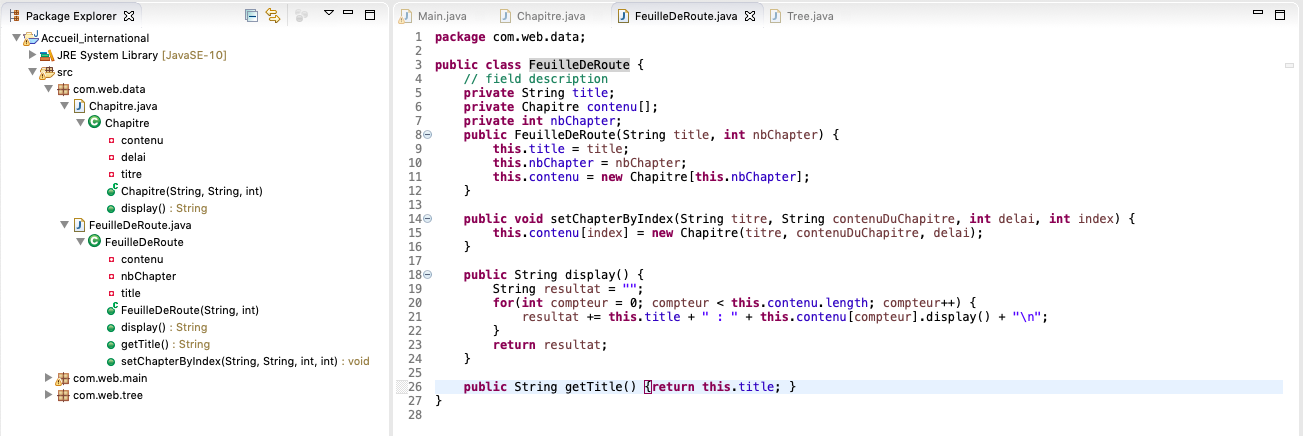 Package Explorer
Accueil_international
JRE System Library [JavaSE-10]
src
com.web.data
Chapitre.java
Chapitre
contenu
delai
titre
Chapitre(String, String, int)
display() : String
FeuilleDeRoute.java
FeuilleDeRoute
contenu
nbChapter
title
FeuilleDeRoute(String, int)
display() : String
getTitle() : String
setChapterByIndex(String, String, int, int) : void
com.web.main
com.web.tree
Main.java Chapitre.java FeuilleDeRoute.java Tree.java
1 package com.web.data;
2
3 public class FeuilleDeRoute {
4     // field description
5     private String title;
6     private Chapitre contenu[];
7     private int nbChapter;
8     public FeuilleDeRoute(String title, int nbChapter) {
9         this.title = title;
10         this.nbChapter = nbChapter;
11         this.contenu = new Chapitre[this.nbChapter];
12     }
13
14     public void setChapterByIndex(String titre, String contenuDuChapitre, int delai, int index) {
15         this.contenu[index] = new Chapitre(titre, contenuDuChapitre, delai);
16     }
17
18     public String display() {
19         String resultat = "";
20         for(int compteur = 0; compteur < this.contenu.length; compteur++) {
21             resultat += this.title + " : " + this.contenu[compteur].display() + "\n";
22         }
23         return resultat;
24     }
25
26     public String getTitle() {return this.title; }
27 }
28